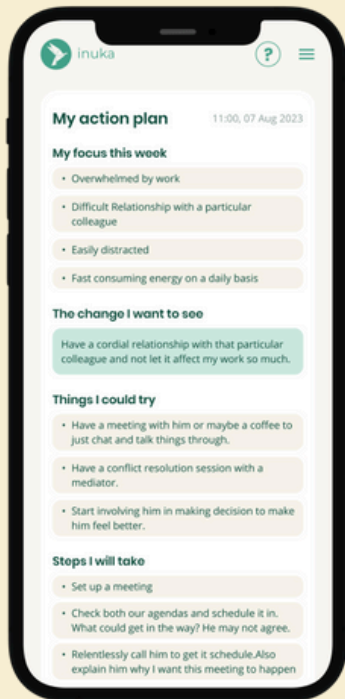 inuka
?
My action plan
11:00, 07 Aug 2023
My focus this week
• Overwhelmed by work
• Difficult Relationship with a particular
colleague
• Easily distracted
• Fast consuming energy on a daily basis
The change I want to see
Have a cordial relationship with that particular
colleague and not let it affect my work so much.
Things I could try
• Have a meeting with him or maybe a coffee to
just chat and talk things through.
• Have a conflict resolution session with a
mediator.
• Start involving him in making decision to make
him feel better.
Steps I will take
• Set up a meeting
• Check both our agendas and schedule it in.
What could get in the way? He may not agree.
• Relentlessly call him to get it schedule.Also
explain him why I want this meeting to happen